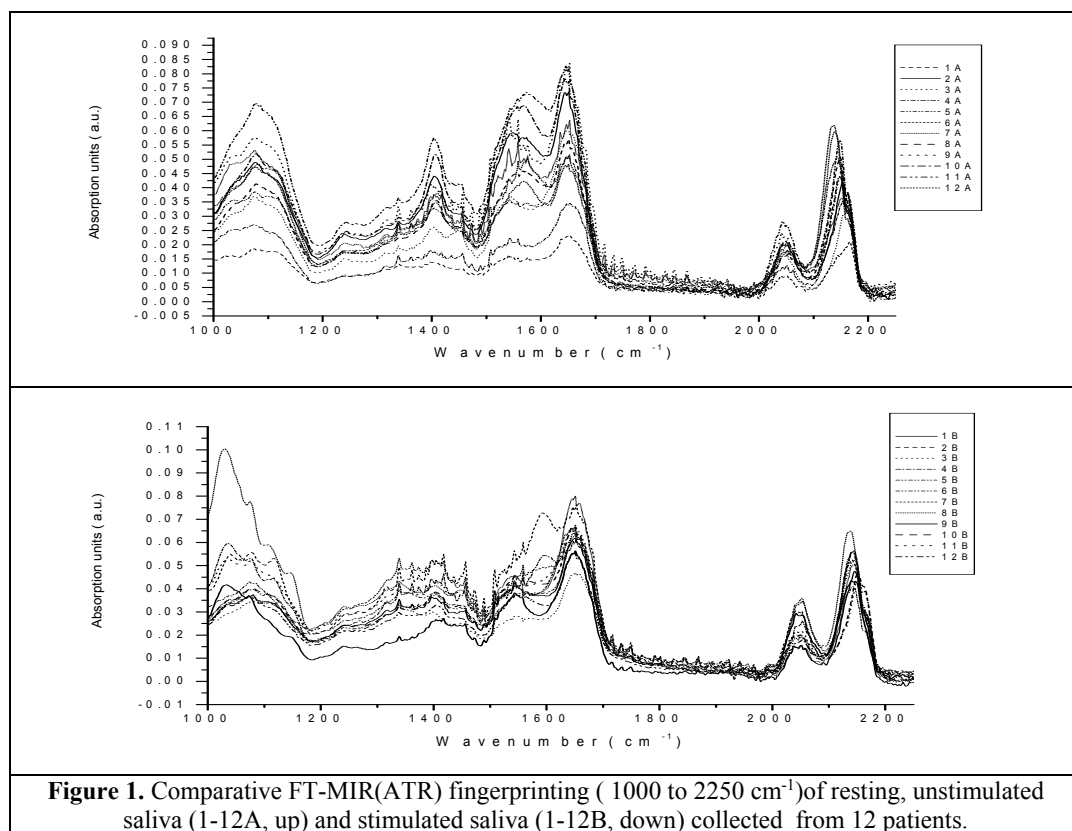 0.090
0.085
0.080
0.075
0.070
0.065
0.060
0.055
0.050
0.045
0.040
0.035
0.030
0.025
0.020
0.015
0.010
0.005
0.000
-0.005
Absorption units ( a.u.)
1000 1200 1400 1600 1800 2000 2200
Wavenumber ( cm⁻¹)
1 A
2 A
3 A
4 A
5 A
6 A
7 A
8 A
9 A
10 A
11 A
12 A
0.11
0.10
0.09
0.08
0.07
0.06
0.05
0.04
0.03
0.02
0.01
0.00
-0.01
Absorption units (a.u.)
1000 1200 1400 1600 1800 2000 2200
Wavenumber (cm⁻¹)
1 B
2 B
3 B
4 B
5 B
6 B
7 B
8 B
9 B
10 B
11 B
12 B
Figure 1. Comparative FT-MIR(ATR) fingerprinting ( 1000 to 2250 cm⁻¹)of resting, unstimulated
saliva (1-12A, up) and stimulated saliva (1-12B, down) collected from 12 patients.